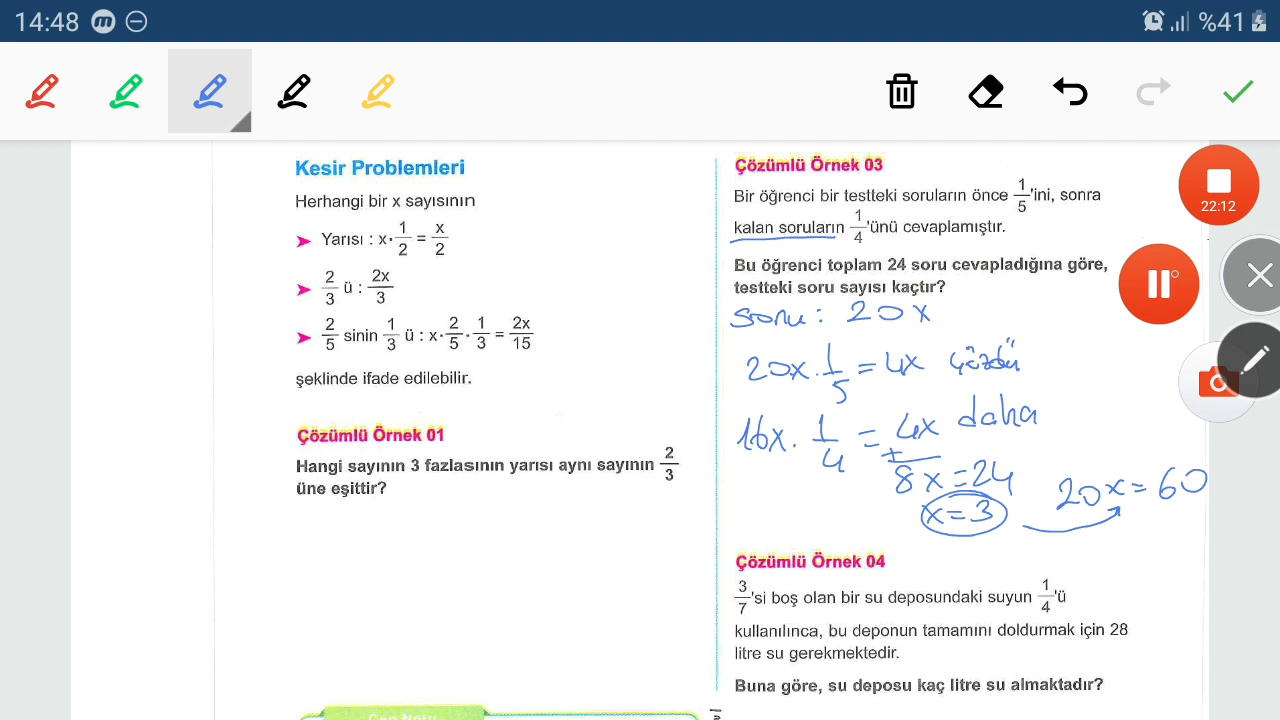 14:48 %41
Kesir Problemleri
Herhangi bir x sayısının
➤ Yarısı : x·1/2 = x/2
➤ 2/3 ü : 2x/3
➤ 2/5 sinin 1/3 ü : x·2/5·1/3 = 2x/15
şeklinde ifade edilebilir.
Çözümlü Örnek 01
Hangi sayının 3 fazlasının yarısı aynı sayının 2/3
üne eşittir?
Çözümlü Örnek 03
Bir öğrenci bir testteki soruların önce 1/5'ini, sonra
kalan soruların 1/4'ünü cevaplamıştır.
Bu öğrenci toplam 24 soru cevapladığına göre,
testteki soru sayısı kaçtır?
soru: 20x
20x·1/5 = 4x çözdü
16x·1/4 = 4x daha
+
8x=24
x=3
20x=60
Çözümlü Örnek 04
3/7'si boş olan bir su deposundaki suyun 1/4'ü
kullanılınca, bu deponun tamamını doldurmak için 28
litre su gerekmektedir.
Buna göre, su deposu kaç litre su almaktadır?
22:12